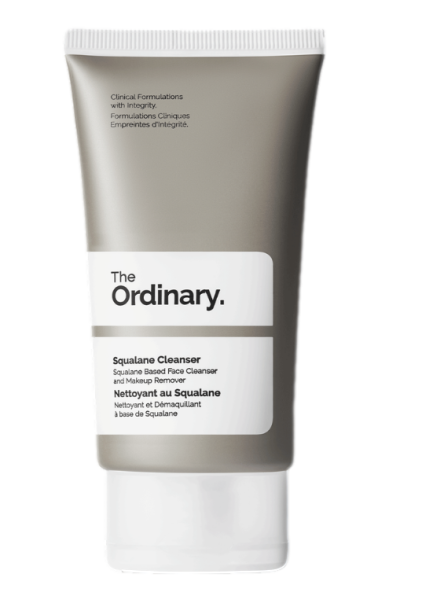 Clinical Formulations
with Integrity.
Formulations Cliniques
Empreintes d'Intégrité.
The
Ordinary.
Squalane Cleanser
Squalane Based Face Cleanser
and Makeup Remover
Nettoyant au Squalane
Nettoyant et Démaquillant
à base de Squalane